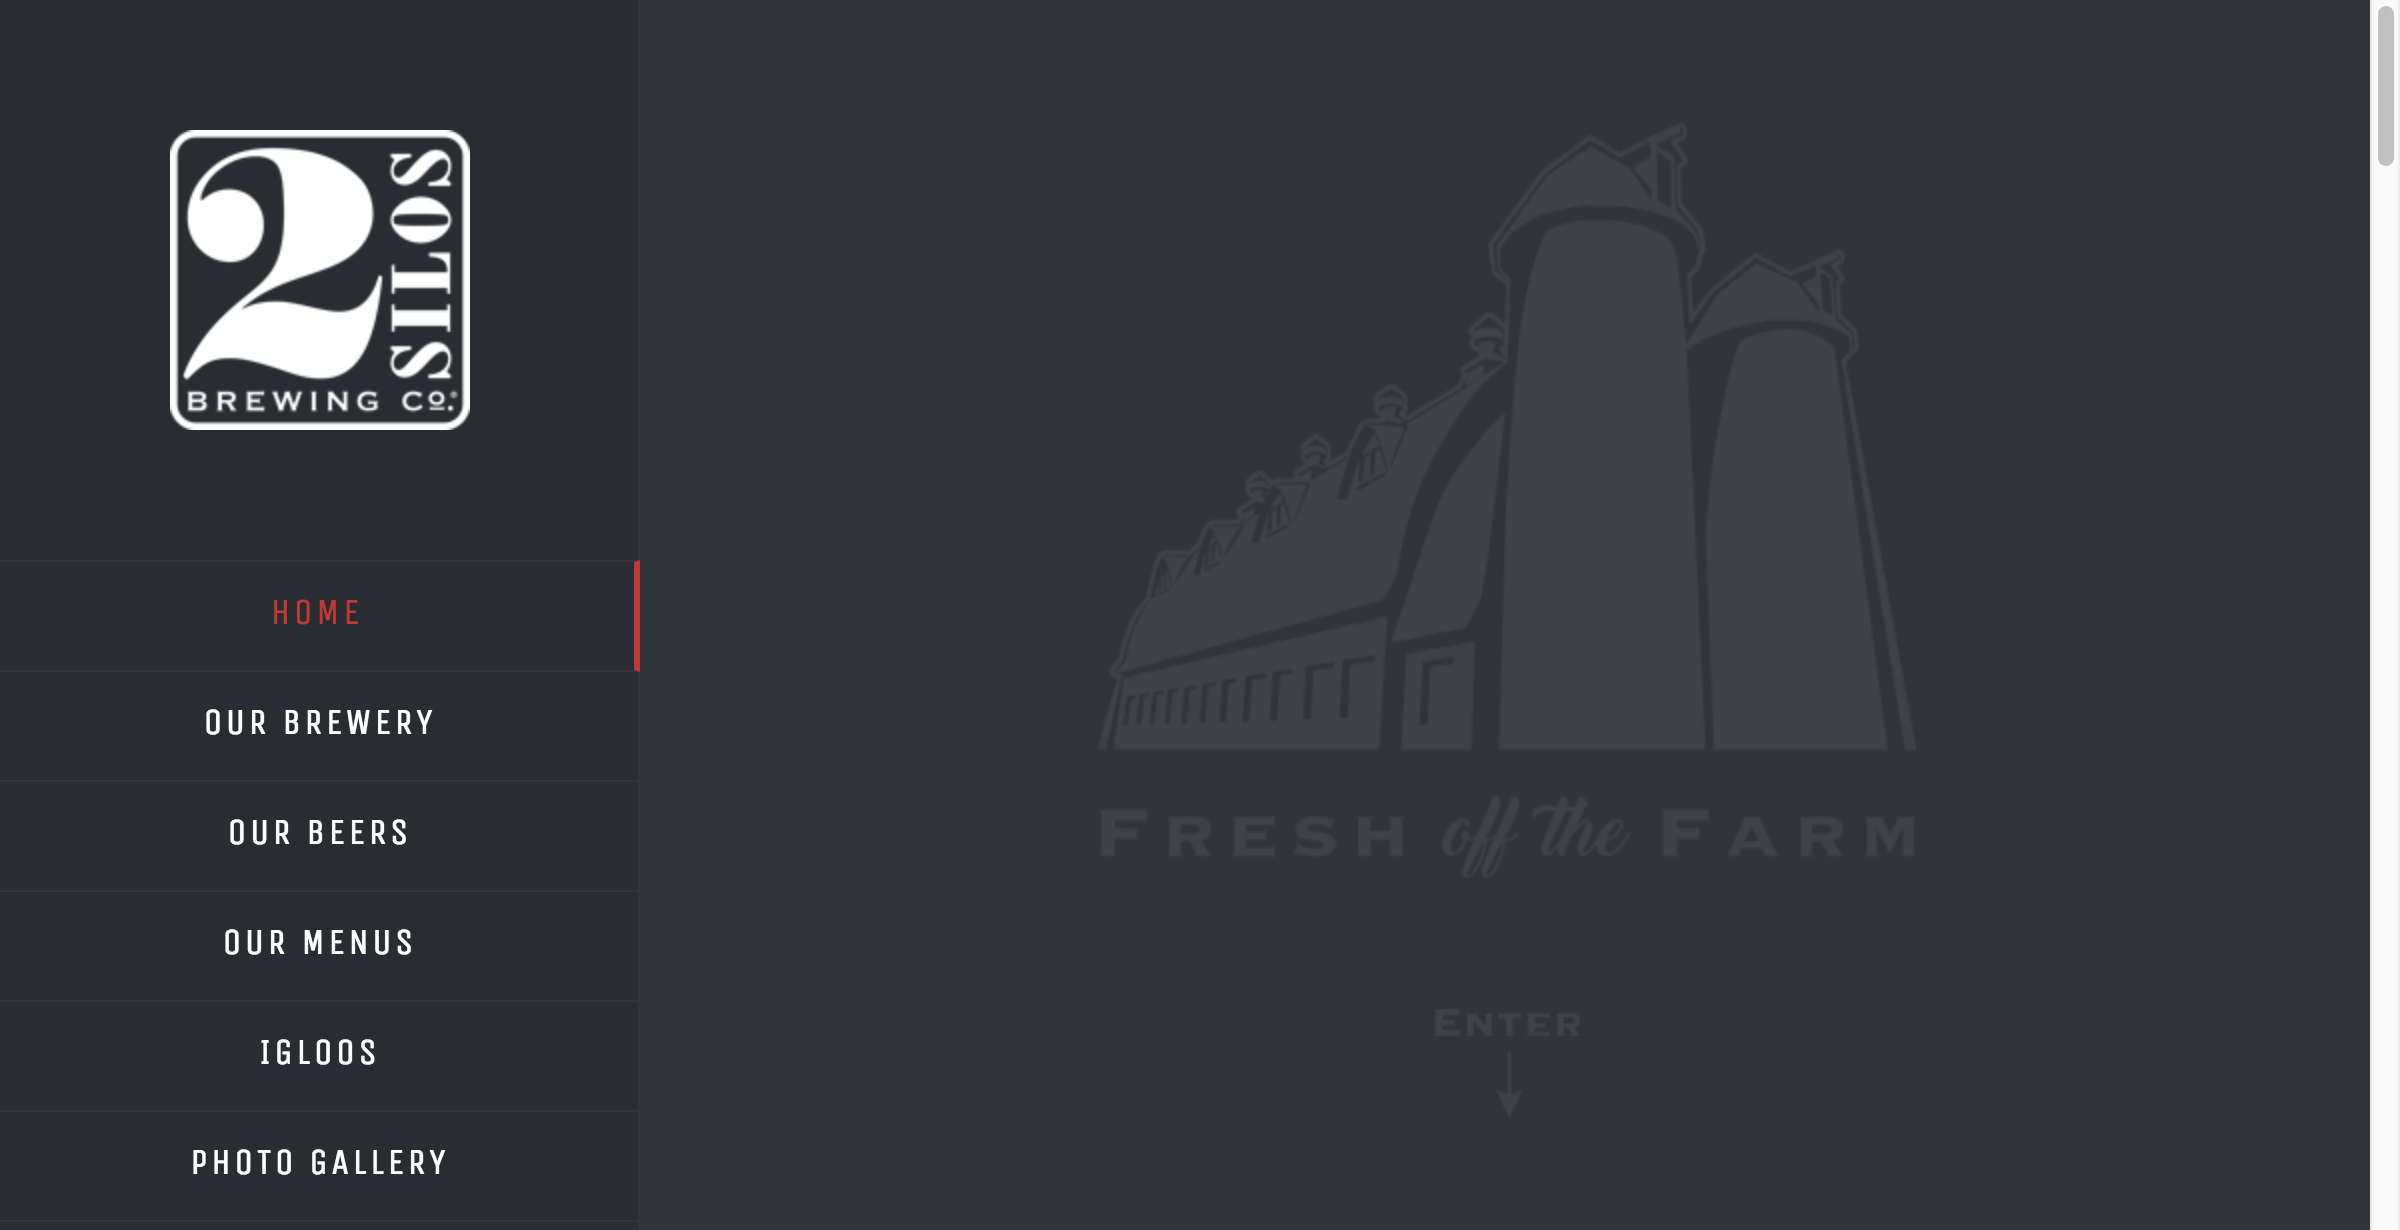 2 SILOS
BREWING Co.®
HOME
OUR BREWERY
OUR BEERS
OUR MENUS
IGLOOS
PHOTO GALLERY
FRESH off the FARM
ENTER